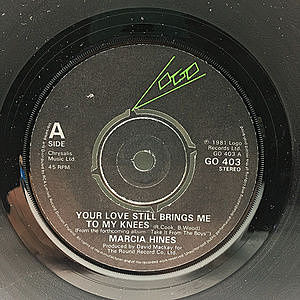 LOGO
A
SIDE
Chrysalis
Music Ltd.
45 RPM
℗ 1981 Logo
Records Ltd.
GO 403 A
GO 403
STEREO
YOUR LOVE STILL BRINGS ME
TO MY KNEES (R.Cook, B.Wood)
(From the forthcoming album "Take It From The Boys")
MARCIA HINES
Produced by David Mackay for
The Round Record Co, Ltd.